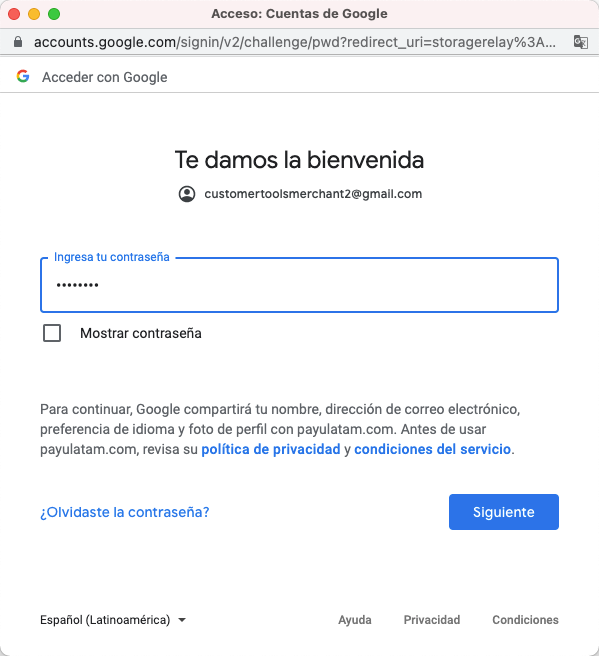 Acceso: Cuentas de Google
accounts.google.com/signin/v2/challenge/pwd?redirect_uri=storagerelay%3A...
Acceder con Google
Te damos la bienvenida
customertoolsmerchant2@gmail.com
Ingresa tu contraseña
••••••••
Mostrar contraseña
Para continuar, Google compartirá tu nombre, dirección de correo electrónico,
preferencia de idioma y foto de perfil con payulatam.com. Antes de usar
payulatam.com, revisa su política de privacidad y condiciones del servicio.
¿Olvidaste la contraseña?
Siguiente
Español (Latinoamérica)
Ayuda
Privacidad
Condiciones